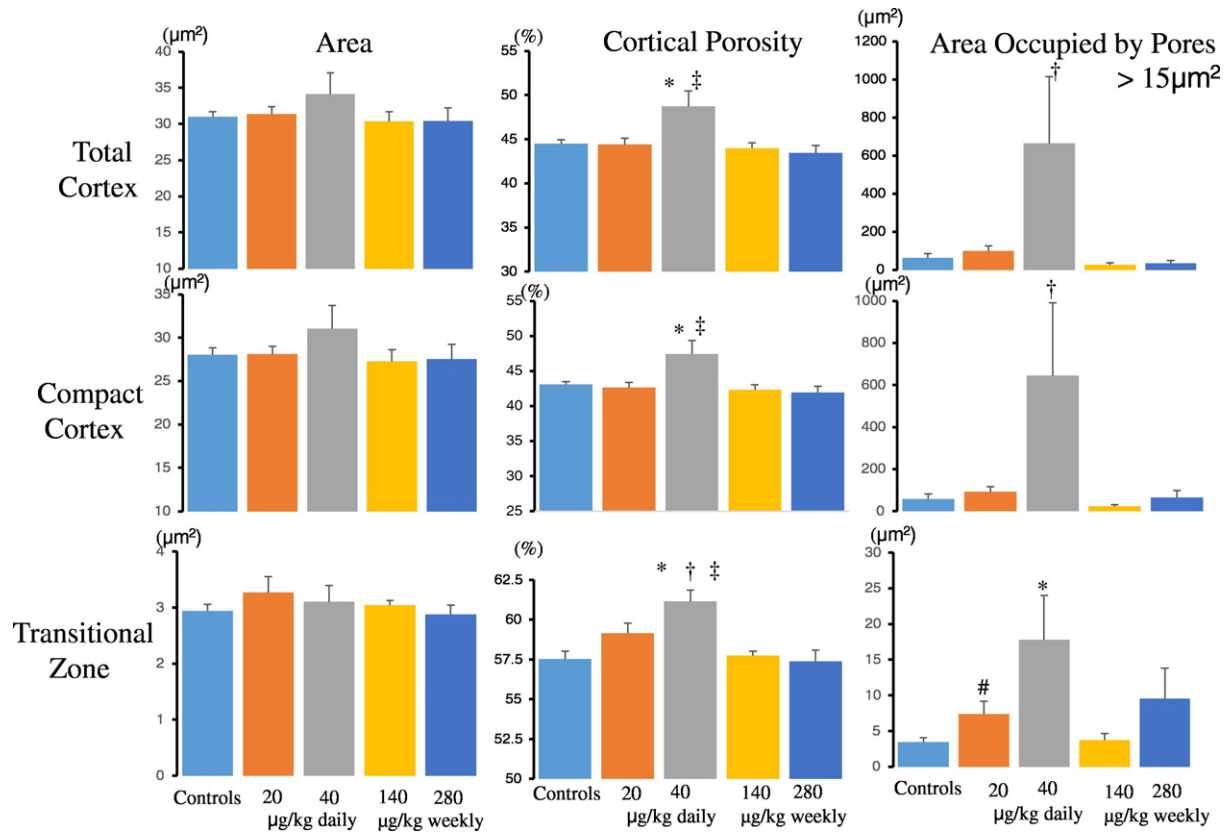 (μm²)
Area
40
35
30
25
20
15
10
(%)
Cortical Porosity
55
50
45
40
35
30
* ‡
(μm²)
Area Occupied by Pores
> 15μm²
1200
1000
800
600
400
200
0
†
Total
Cortex
(μm²)
35
30
25
20
15
10
(%)
55
50
45
40
35
30
25
* ‡
(μm²)
1000
800
600
400
200
0
†
Compact
Cortex
(μm²)
4
3
2
1
0
(%)
62.5
60
57.5
55
52.5
50
* † ‡
(μm²)
30
25
20
15
10
5
0
#
*
Transitional
Zone
Controls 20 40 140 280
μg/kg daily μg/kg weekly
Controls 20 40 140 280
μg/kg daily μg/kg weekly
Controls 20 40 140 280
μg/kg daily μg/kg weekly